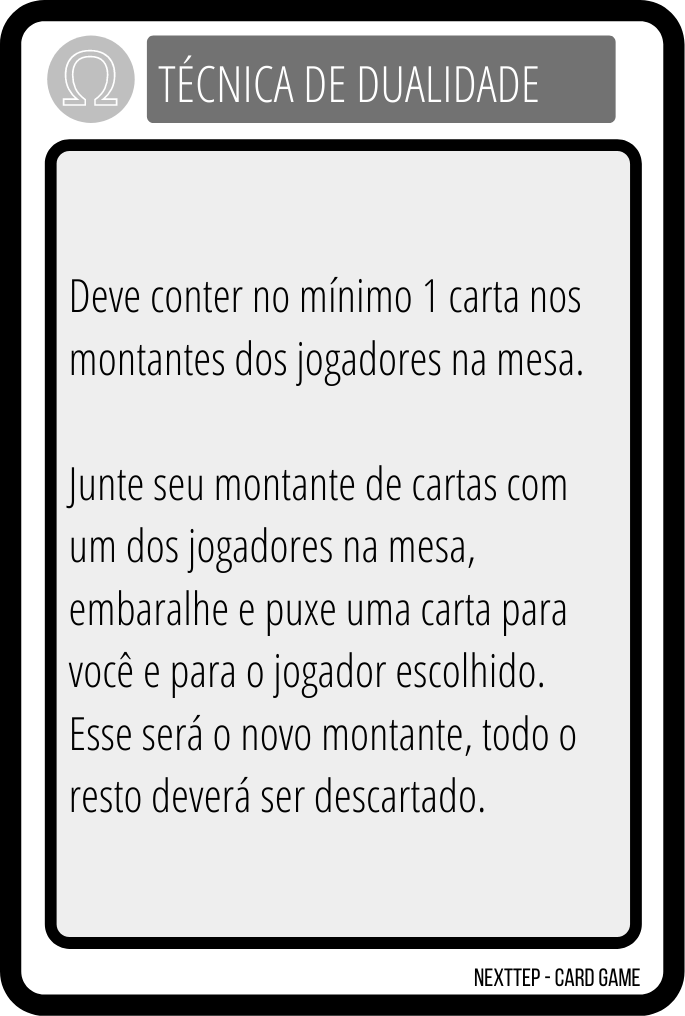 Ω TÉCNICA DE DUALIDADE
Deve conter no mínimo 1 carta nos
montantes dos jogadores na mesa.
Junte seu montante de cartas com
um dos jogadores na mesa,
embaralhe e puxe uma carta para
você e para o jogador escolhido.
Esse será o novo montante, todo o
resto deverá ser descartado.
NEXTTEP - CARD GAME